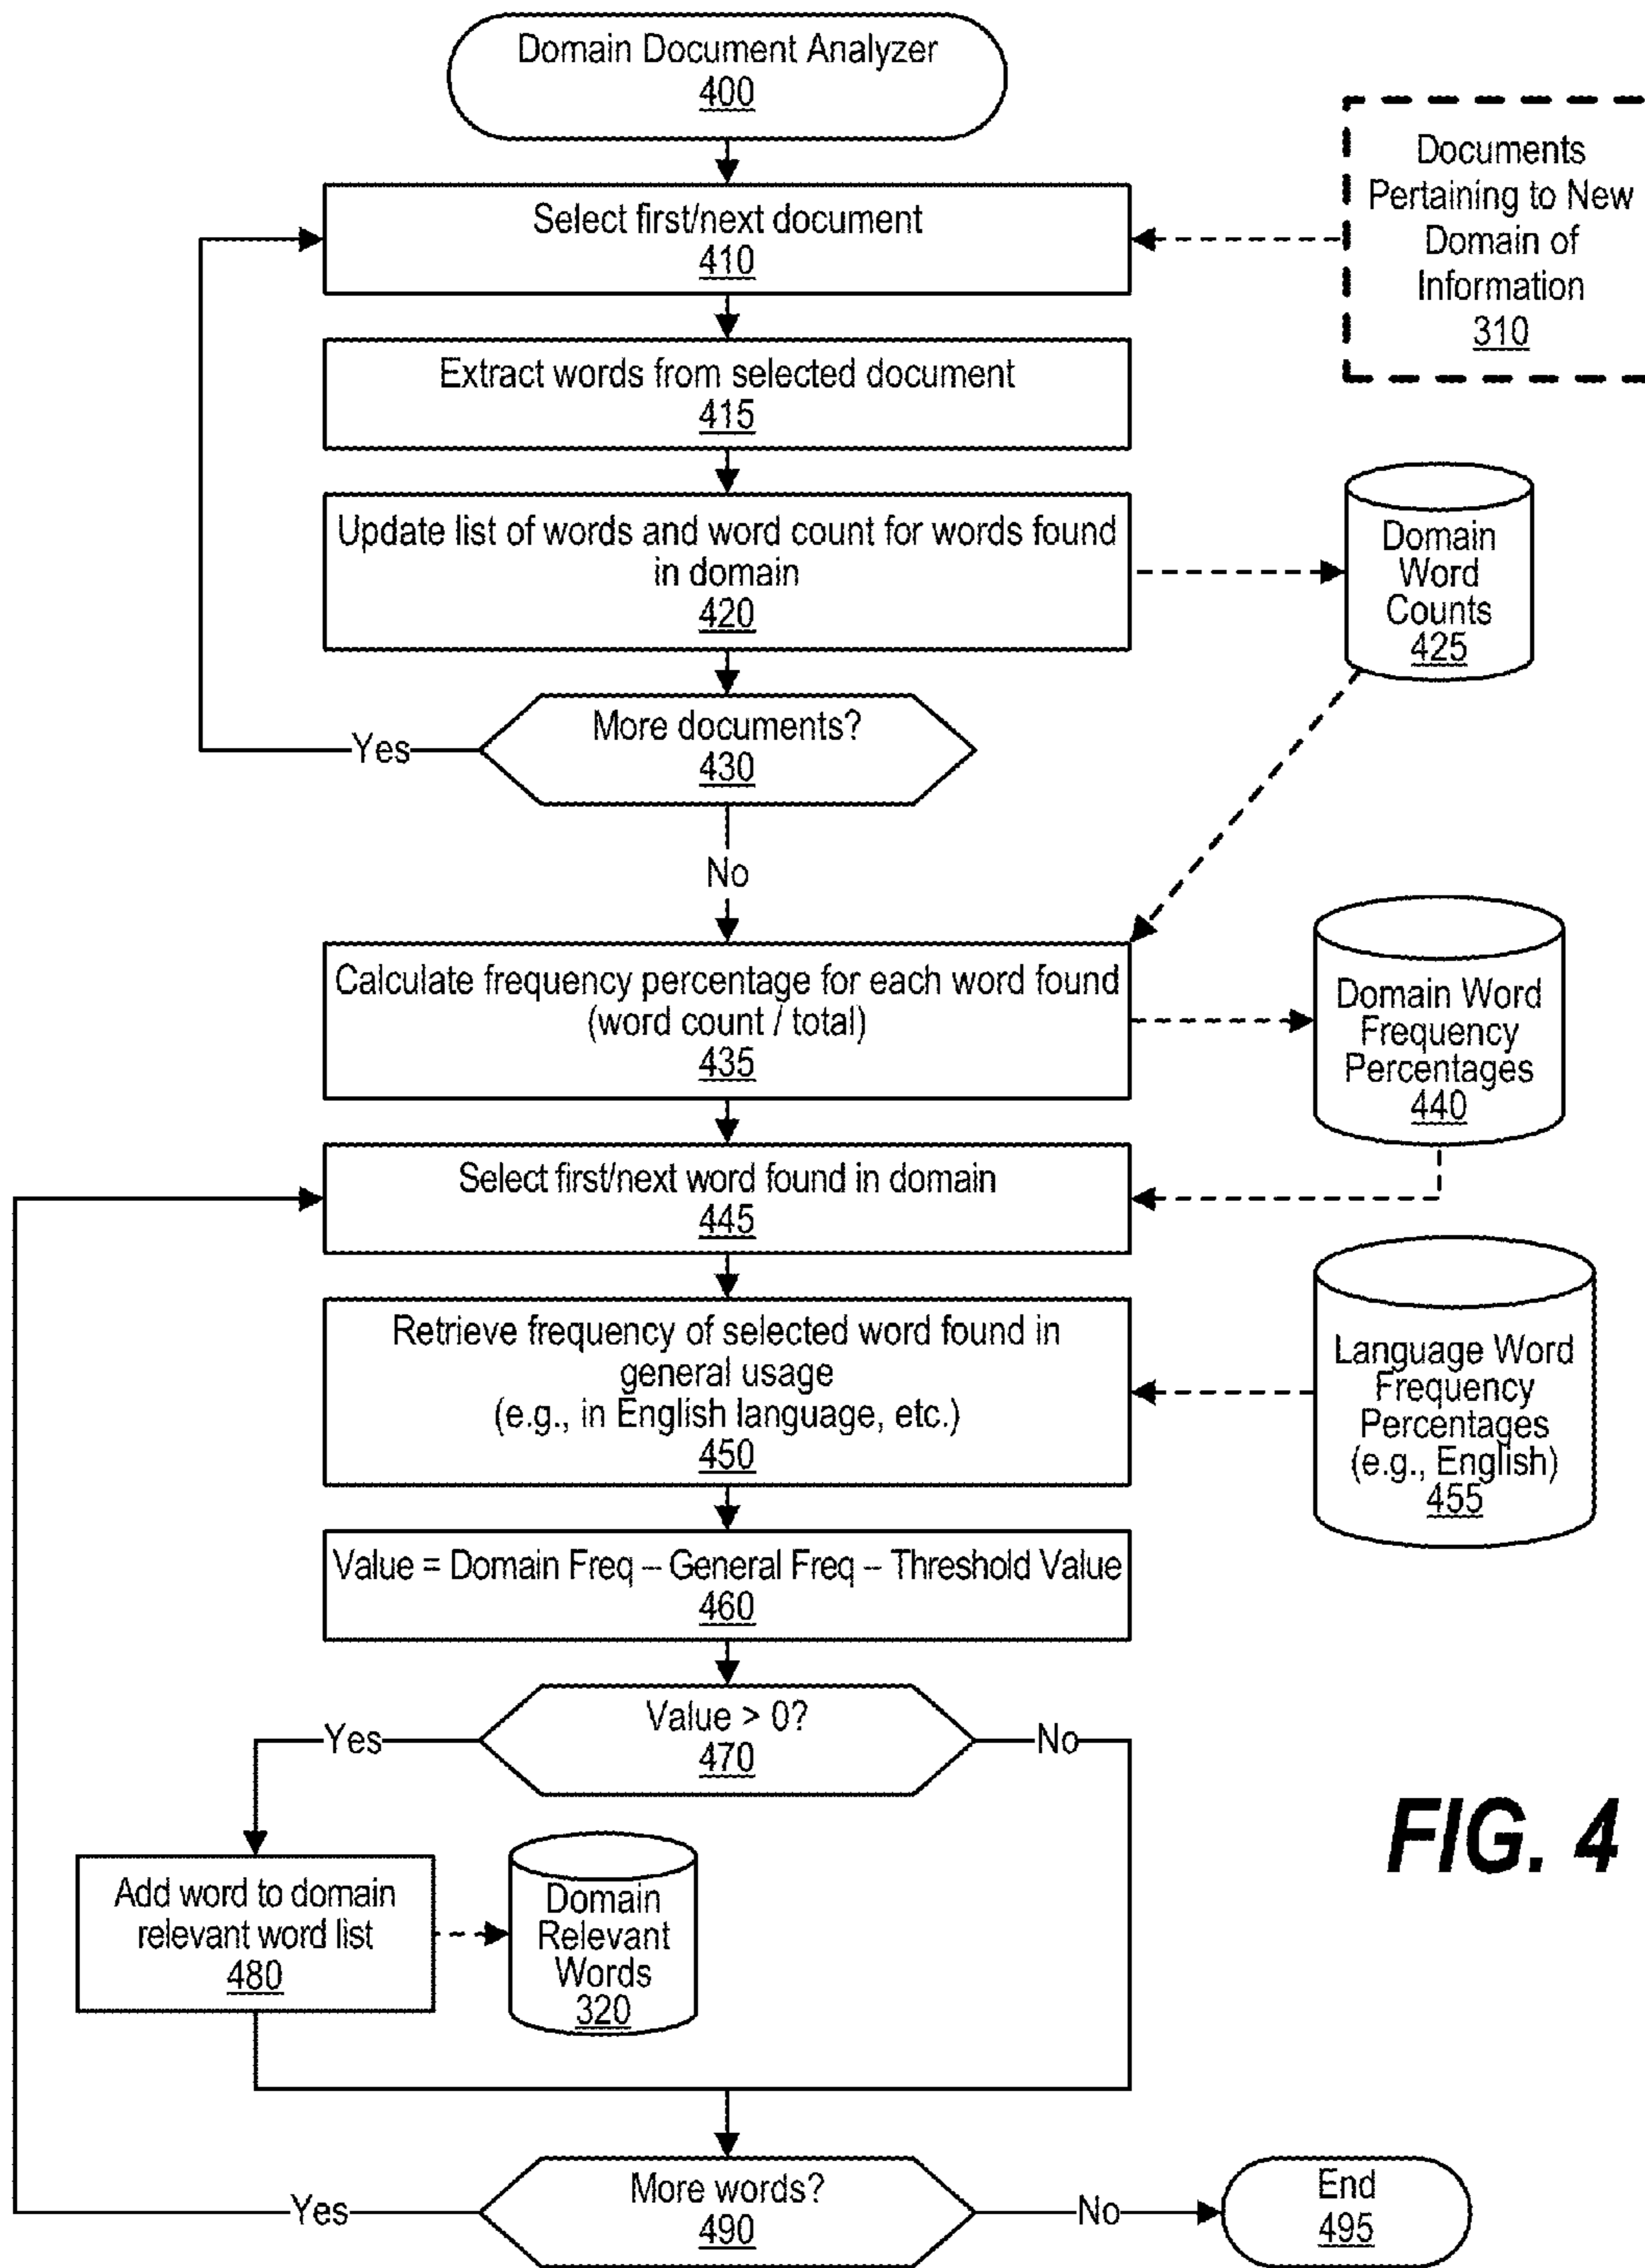 Domain Document Analyzer
400
Documents
Pertaining to New
Domain of
Information
310
Select first/next document
410
Extract words from selected document
415
Update list of words and word count for words found
in domain
420
Domain
Word
Counts
425
More documents?
430
Yes
No
Calculate frequency percentage for each word found
(word count / total)
435
Domain Word
Frequency
Percentages
440
Select first/next word found in domain
445
Retrieve frequency of selected word found in
general usage
(e.g., in English language, etc.)
450
Language Word
Frequency
Percentages
(e.g., English)
455
Value = Domain Freq – General Freq – Threshold Value
460
Value > 0?
470
Yes
No
FIG. 4
Add word to domain
relevant word list
480
Domain
Relevant
Words
320
More words?
490
Yes
No
End
495